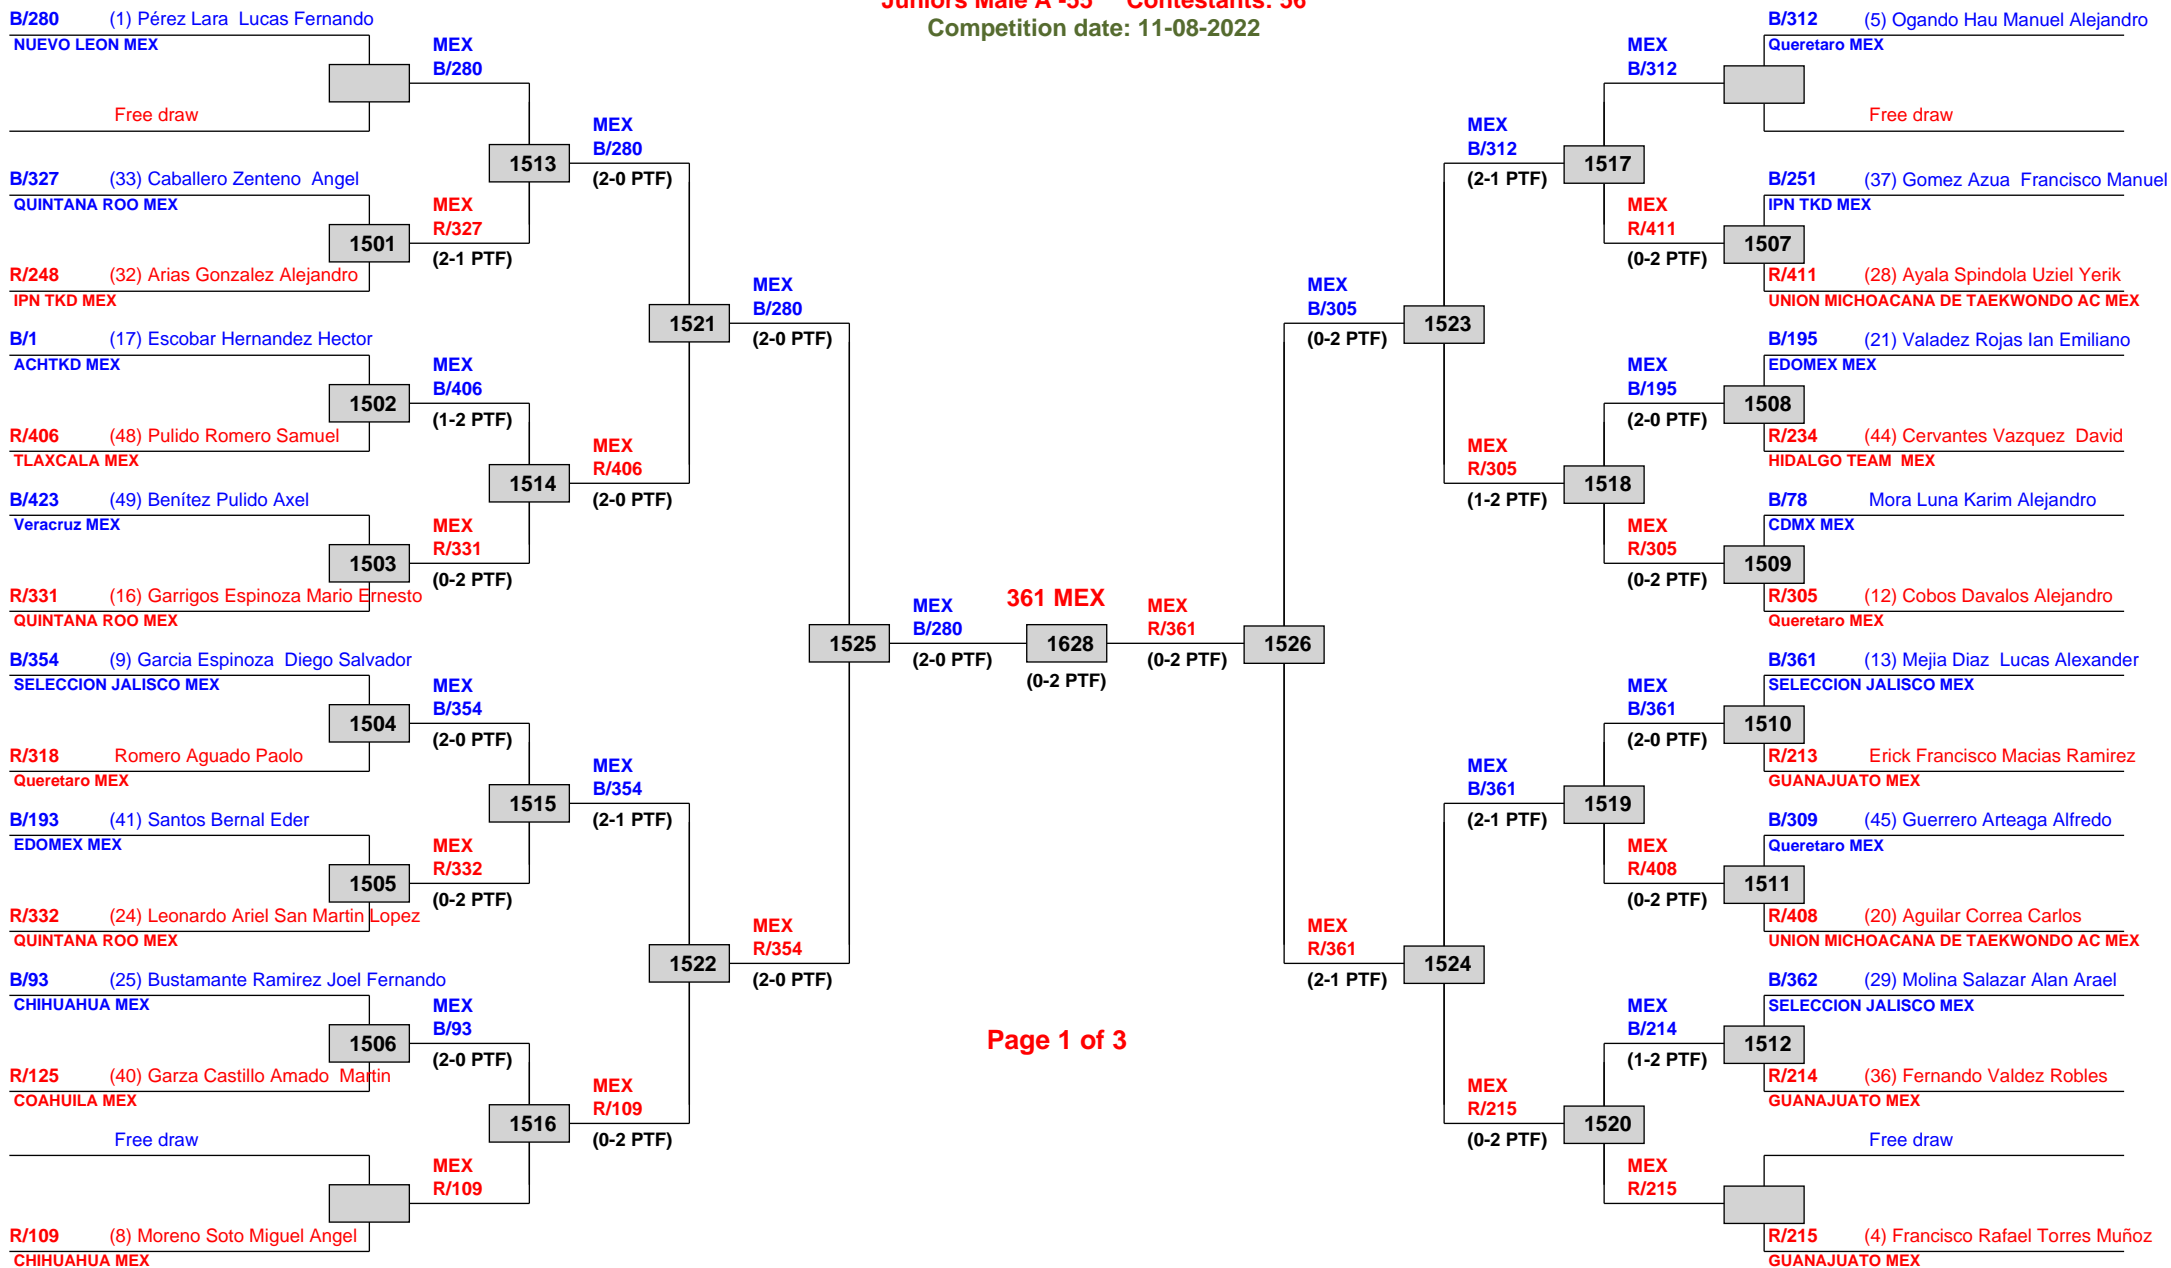 Juniors Male A -55 Contestants: 56
Competition date: 11-08-2022
B/280 (1) Pérez Lara Lucas Fernando
NUEVO LEON MEX
Free draw
B/327 (33) Caballero Zenteno Angel
QUINTANA ROO MEX
R/248 (32) Arias Gonzalez Alejandro
IPN TKD MEX
B/1 (17) Escobar Hernandez Hector
ACHTKD MEX
R/406 (48) Pulido Romero Samuel
TLAXCALA MEX
B/423 (49) Benítez Pulido Axel
Veracruz MEX
R/331 (16) Garrigos Espinoza Mario Ernesto
QUINTANA ROO MEX
B/354 (9) Garcia Espinoza Diego Salvador
SELECCION JALISCO MEX
R/318 Romero Aguado Paolo
Queretaro MEX
B/193 (41) Santos Bernal Eder
EDOMEX MEX
R/332 (24) Leonardo Ariel San Martin Lopez
QUINTANA ROO MEX
B/93 (25) Bustamante Ramirez Joel Fernando
CHIHUAHUA MEX
R/125 (40) Garza Castillo Amado Martin
COAHUILA MEX
Free draw
R/109 (8) Moreno Soto Miguel Angel
CHIHUAHUA MEX
MEX
B/280
1501
MEX
R/327
(2-1 PTF)
1502
MEX
B/406
(1-2 PTF)
1503
MEX
R/331
(0-2 PTF)
1504
MEX
B/354
(2-0 PTF)
1505
MEX
R/332
(0-2 PTF)
1506
MEX
B/93
(2-0 PTF)
MEX
R/109
1513
MEX
B/280
(2-0 PTF)
1514
MEX
R/406
(2-0 PTF)
1515
MEX
B/354
(2-1 PTF)
1516
MEX
R/109
(0-2 PTF)
1521
MEX
B/280
(2-0 PTF)
1522
MEX
R/354
(2-0 PTF)
1525
MEX
B/280
(2-0 PTF)
361 MEX
1628
(0-2 PTF)
MEX
R/361
(0-2 PTF)
1526
Page 1 of 3
MEX
B/305
(0-2 PTF)
1523
MEX
R/361
(2-1 PTF)
1524
MEX
B/312
(2-1 PTF)
1517
MEX
R/305
(1-2 PTF)
1518
MEX
B/361
(2-1 PTF)
1519
MEX
R/215
(0-2 PTF)
1520
MEX
B/312
MEX
R/411
(0-2 PTF)
1507
MEX
B/195
(2-0 PTF)
1508
MEX
R/305
(0-2 PTF)
1509
MEX
B/361
(2-0 PTF)
1510
MEX
R/408
(0-2 PTF)
1511
MEX
B/214
(1-2 PTF)
1512
MEX
R/215
B/312 (5) Ogando Hau Manuel Alejandro
Queretaro MEX
Free draw
B/251 (37) Gomez Azua Francisco Manuel
IPN TKD MEX
R/411 (28) Ayala Spindola Uziel Yerik
UNION MICHOACANA DE TAEKWONDO AC MEX
B/195 (21) Valadez Rojas Ian Emiliano
EDOMEX MEX
R/234 (44) Cervantes Vazquez David
HIDALGO TEAM MEX
B/78 Mora Luna Karim Alejandro
CDMX MEX
R/305 (12) Cobos Davalos Alejandro
Queretaro MEX
B/361 (13) Mejia Diaz Lucas Alexander
SELECCION JALISCO MEX
R/213 Erick Francisco Macias Ramirez
GUANAJUATO MEX
B/309 (45) Guerrero Arteaga Alfredo
Queretaro MEX
R/408 (20) Aguilar Correa Carlos
UNION MICHOACANA DE TAEKWONDO AC MEX
B/362 (29) Molina Salazar Alan Arael
SELECCION JALISCO MEX
R/214 (36) Fernando Valdez Robles
GUANAJUATO MEX
Free draw
R/215 (4) Francisco Rafael Torres Muñoz
GUANAJUATO MEX